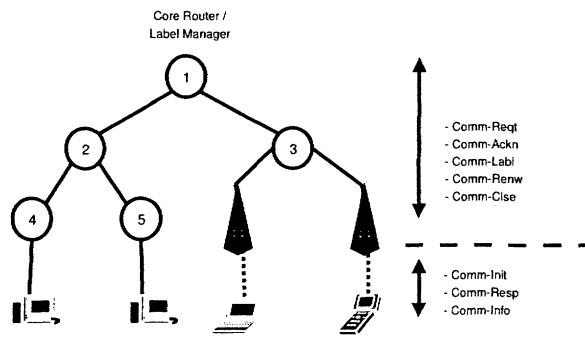 Core Router /
Label Manager
1
2
3
4
5
- Comm-Reqt
- Comm-Ackn
- Comm-Labl
- Comm-Renw
- Comm-Clse
- Comm-Init
- Comm-Resp
- Comm-Info